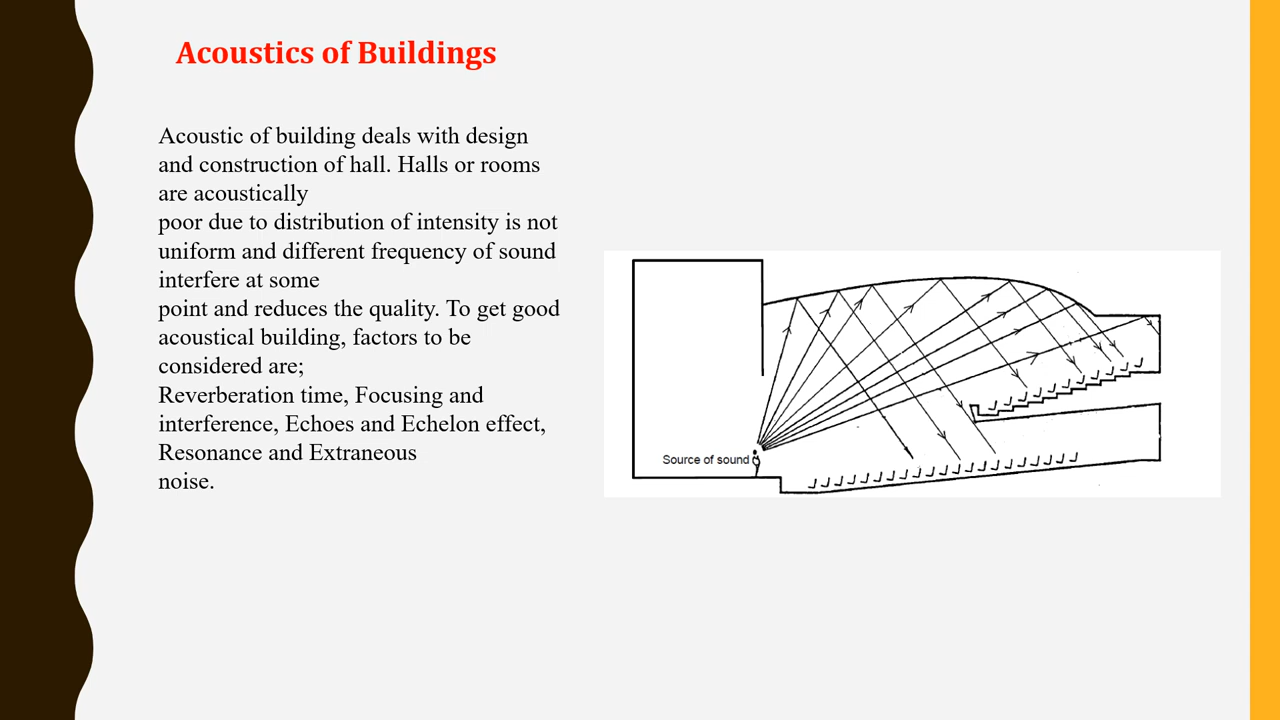 Acoustics of Buildings
Acoustic of building deals with design
and construction of hall. Halls or rooms
are acoustically
poor due to distribution of intensity is not
uniform and different frequency of sound
interfere at some
point and reduces the quality. To get good
acoustical building, factors to be
considered are;
Reverberation time, Focusing and
interference, Echoes and Echelon effect,
Resonance and Extraneous
noise.
Source of sound